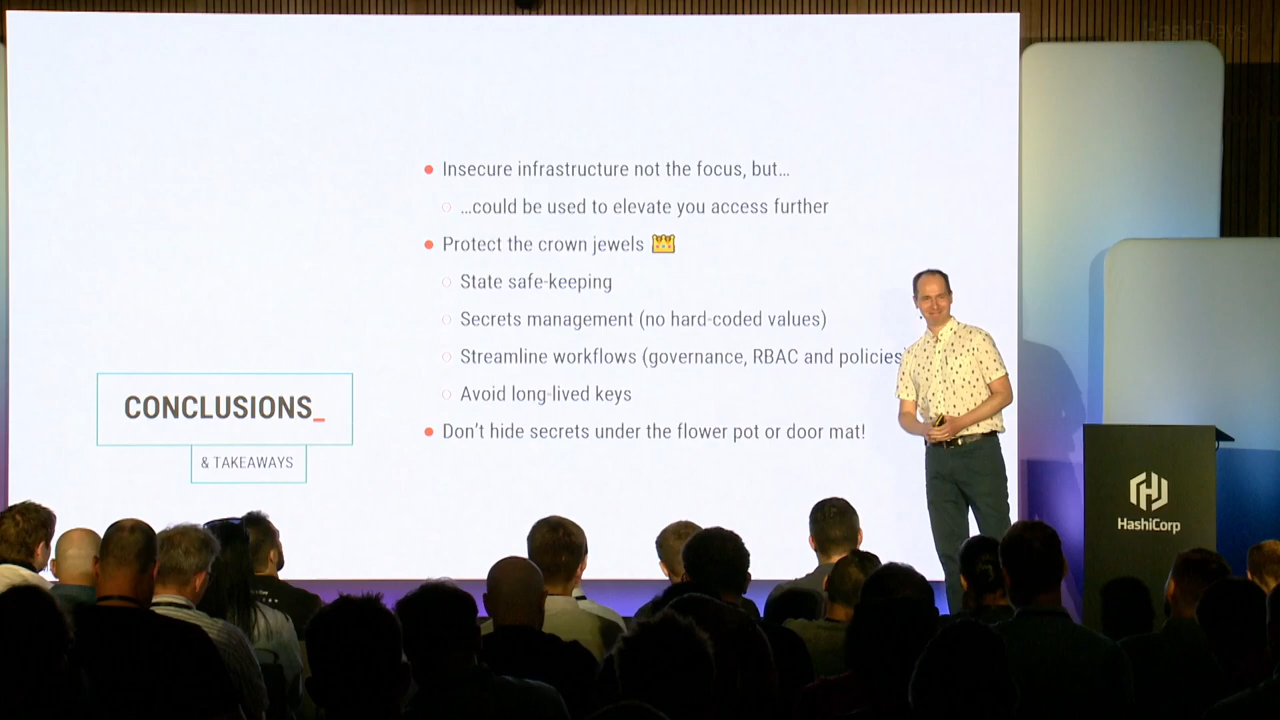 HashiDays
Insecure infrastructure not the focus, but…
…could be used to elevate you access further
Protect the crown jewels 👑
State safe-keeping
Secrets management (no hard-coded values)
Streamline workflows (governance, RBAC and policies)
Avoid long-lived keys
Don't hide secrets under the flower pot or door mat!
CONCLUSIONS_
& TAKEAWAYS
HashiCorp